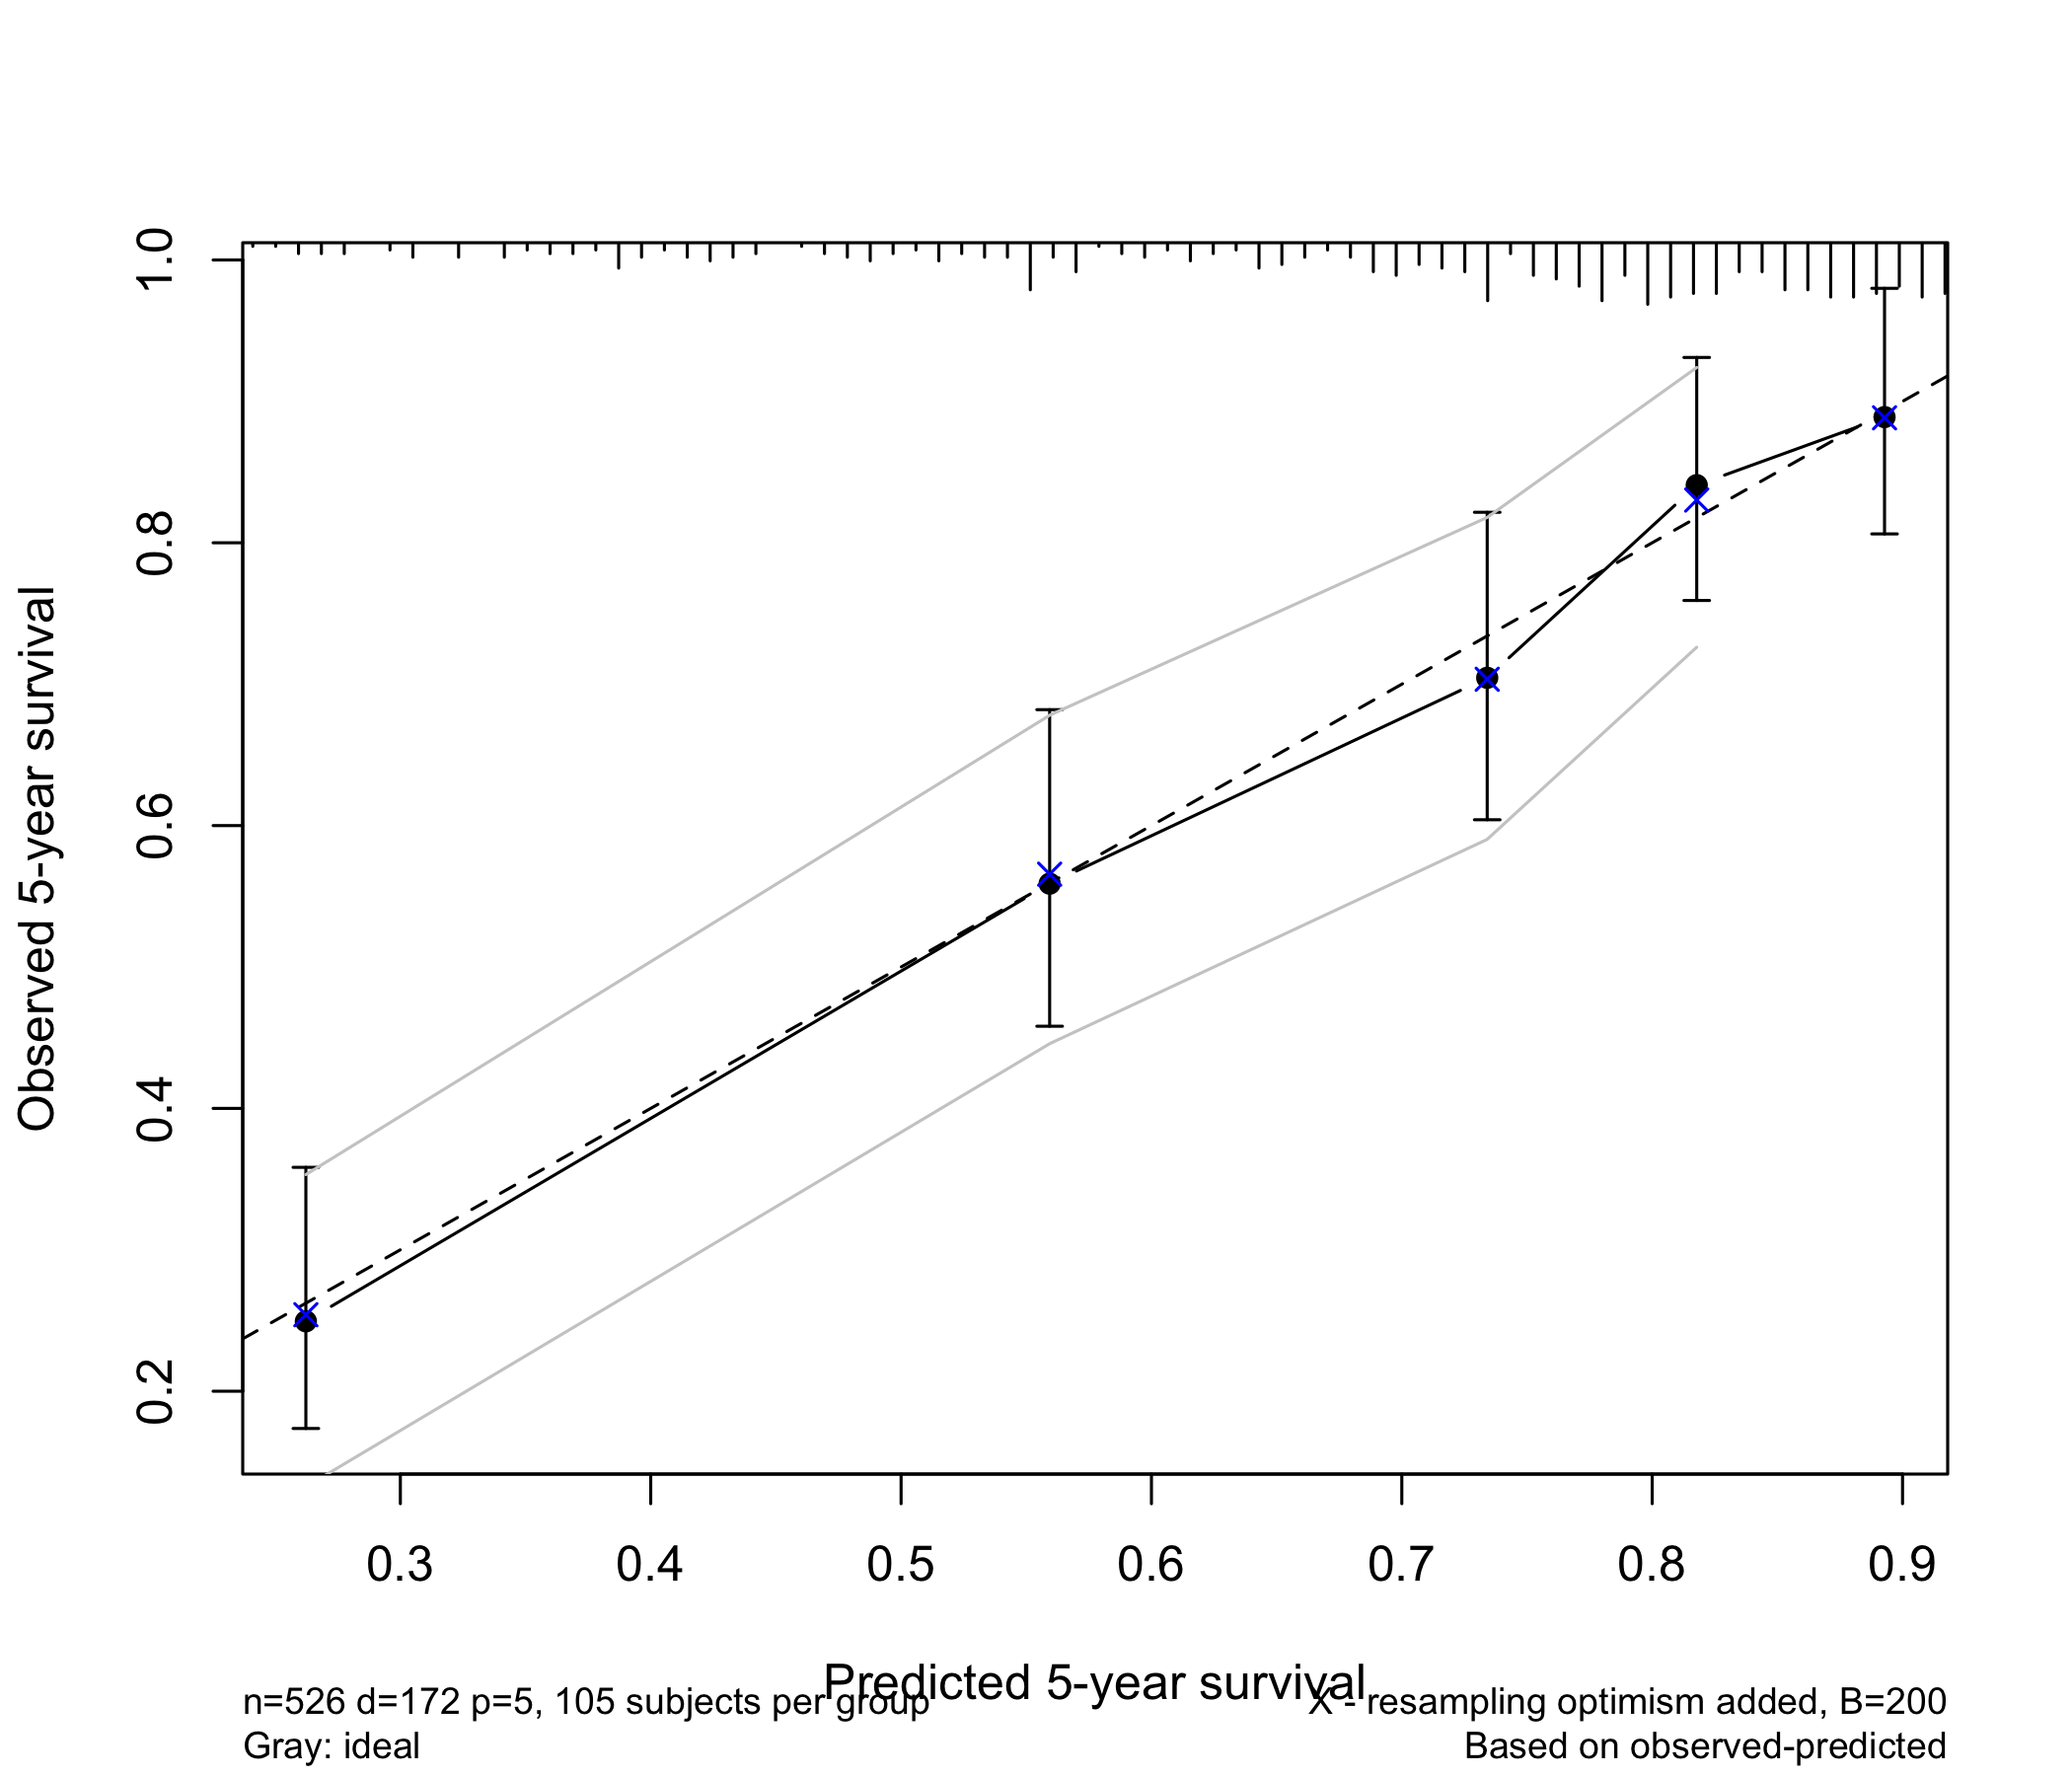 1.0
0.8
0.6
0.4
0.2
Observed 5-year survival
0.3 0.4 0.5 0.6 0.7 0.8 0.9
Predicted 5-year survival
n=526 d=172 p=5, 105 subjects per group
Gray: ideal
X - resampling optimism added, B=200
Based on observed-predicted